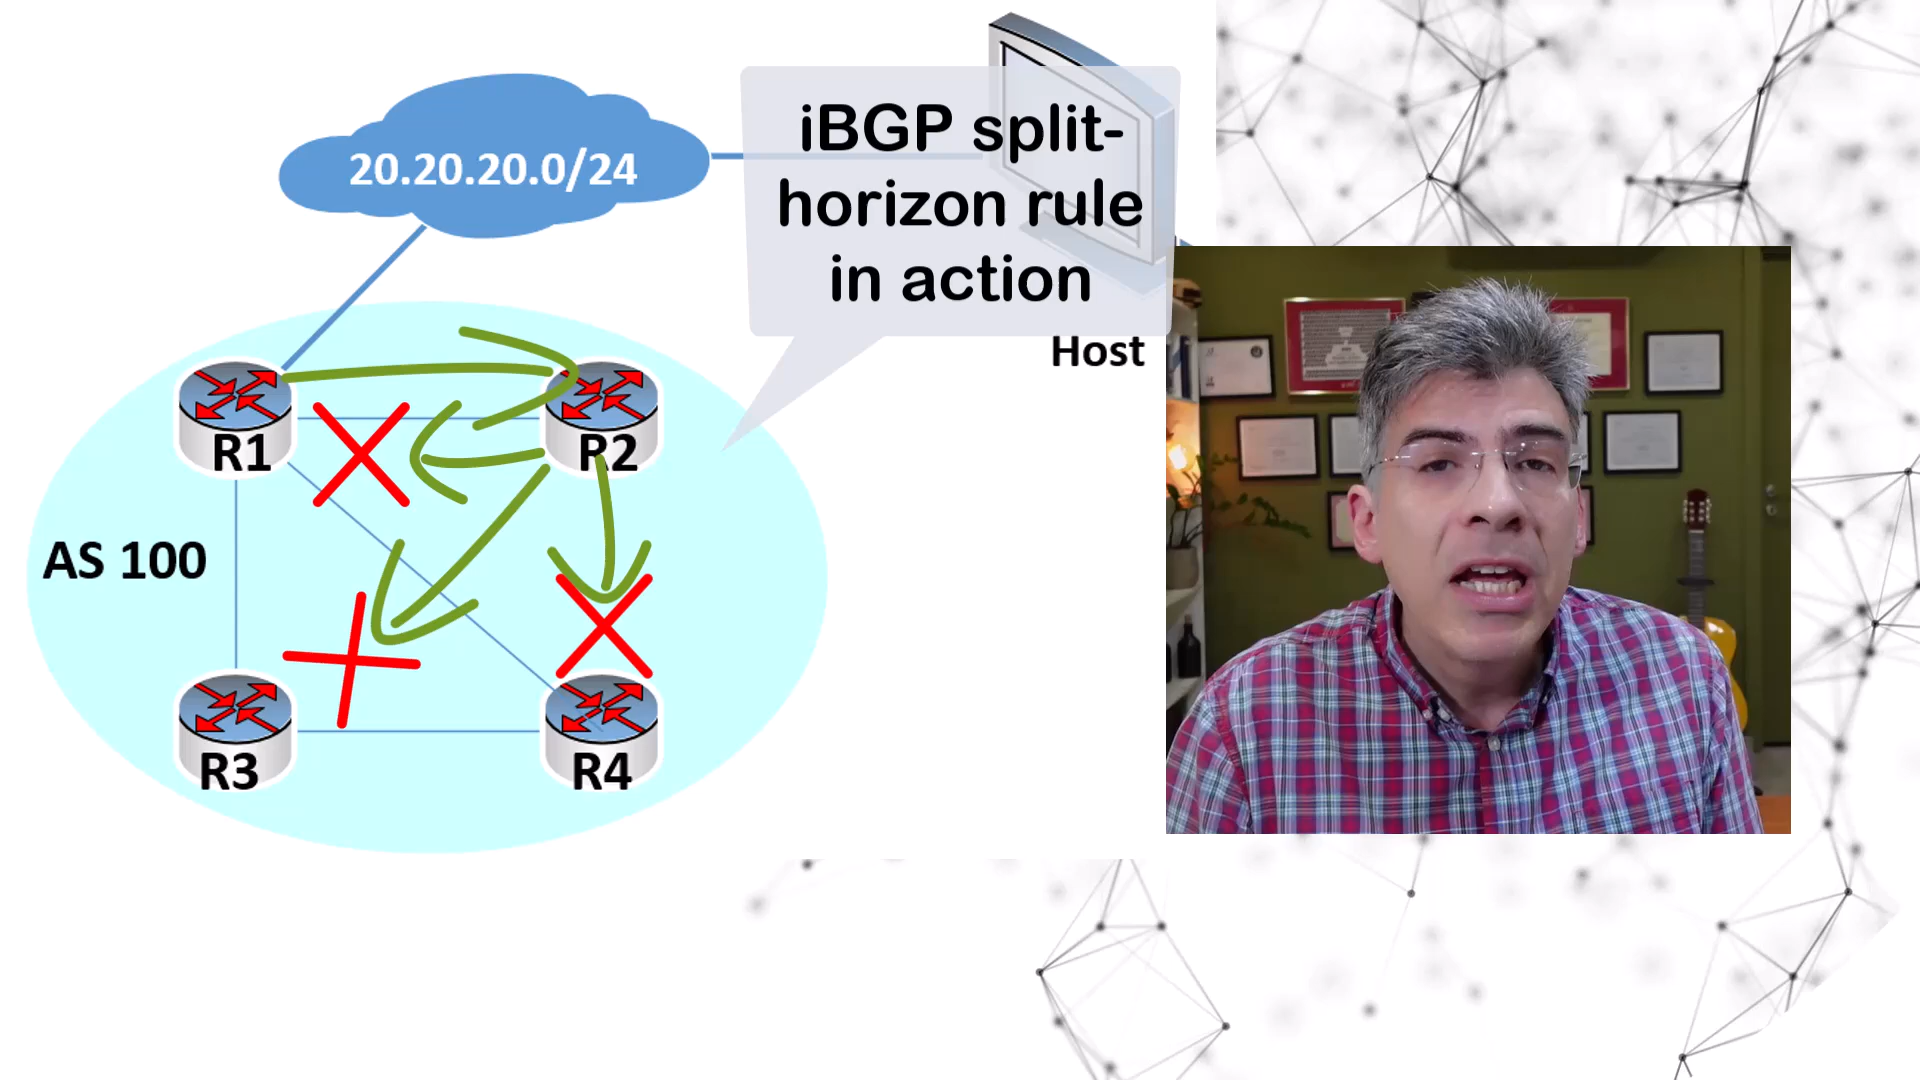 20.20.20.0/24
iBGP split-
horizon rule
in action
Host
R1
R2
AS 100
R3
R4